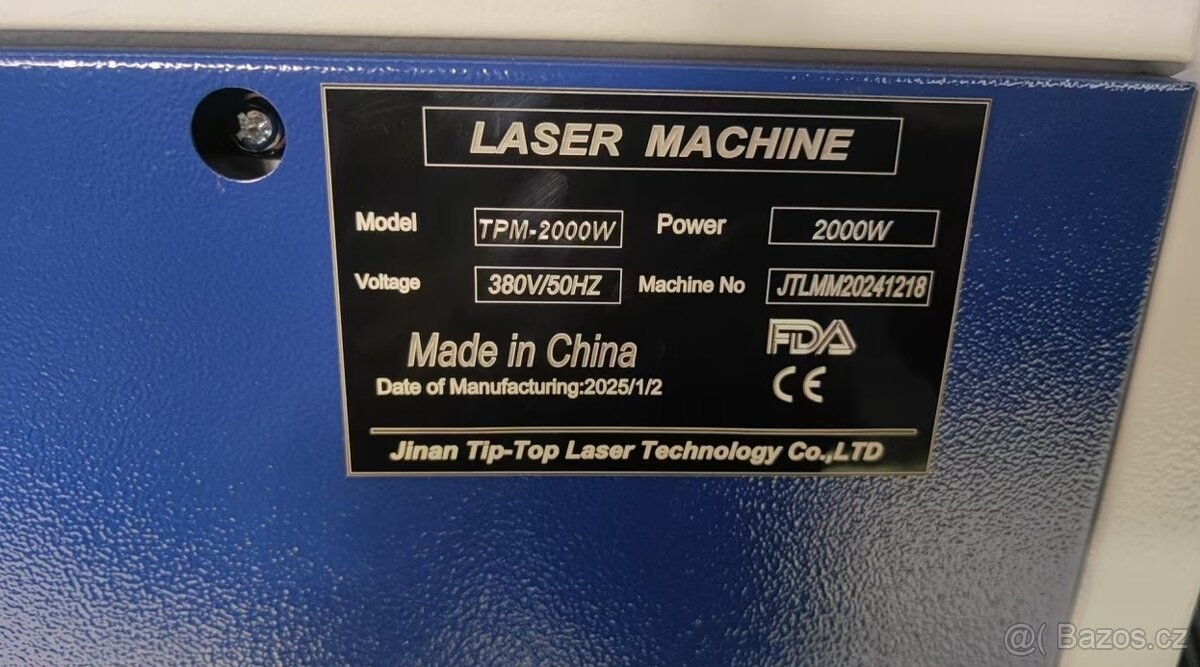 LASER MACHINE
Model TPM-2000W Power 2000W
Voltage 380V/50HZ Machine No JTLMM20241218
Made in China
FDA
Date of Manufacturing:2025/1/2
CE
Jinan Tip-Top Laser Technology Co.,LTD
@( Bazos.cz